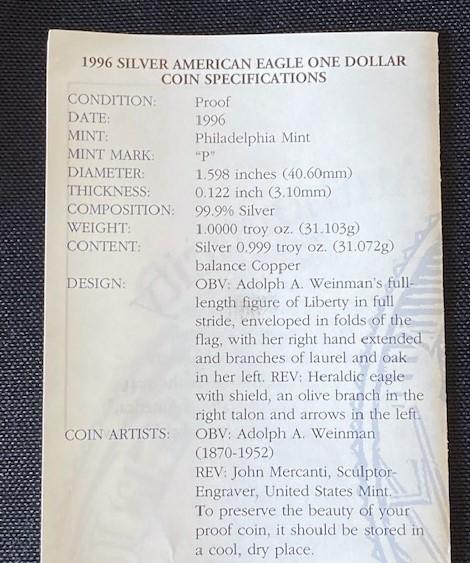 1996 SILVER AMERICAN EAGLE ONE DOLLAR
COIN SPECIFICATIONS
CONDITION: Proof
DATE: 1996
MINT: Philadelphia Mint
MINT MARK: "P"
DIAMETER: 1.598 inches (40.60mm)
THICKNESS: 0.122 inch (3.10mm)
COMPOSITION: 99.9% Silver
WEIGHT: 1.0000 troy oz. (31.103g)
CONTENT: Silver 0.999 troy oz. (31.072g)
balance Copper
DESIGN: OBV: Adolph A. Weinman's full-
length figure of Liberty in full
stride, enveloped in folds of the
flag, with her right hand extended
and branches of laurel and oak
in her left. REV: Heraldic eagle
with shield, an olive branch in the
right talon and arrows in the left.
COIN ARTISTS: OBV: Adolph A. Weinman
(1870-1952)
REV: John Mercanti, Sculptor-
Engraver, United States Mint.
To preserve the beauty of your
proof coin, it should be stored in
a cool, dry place.